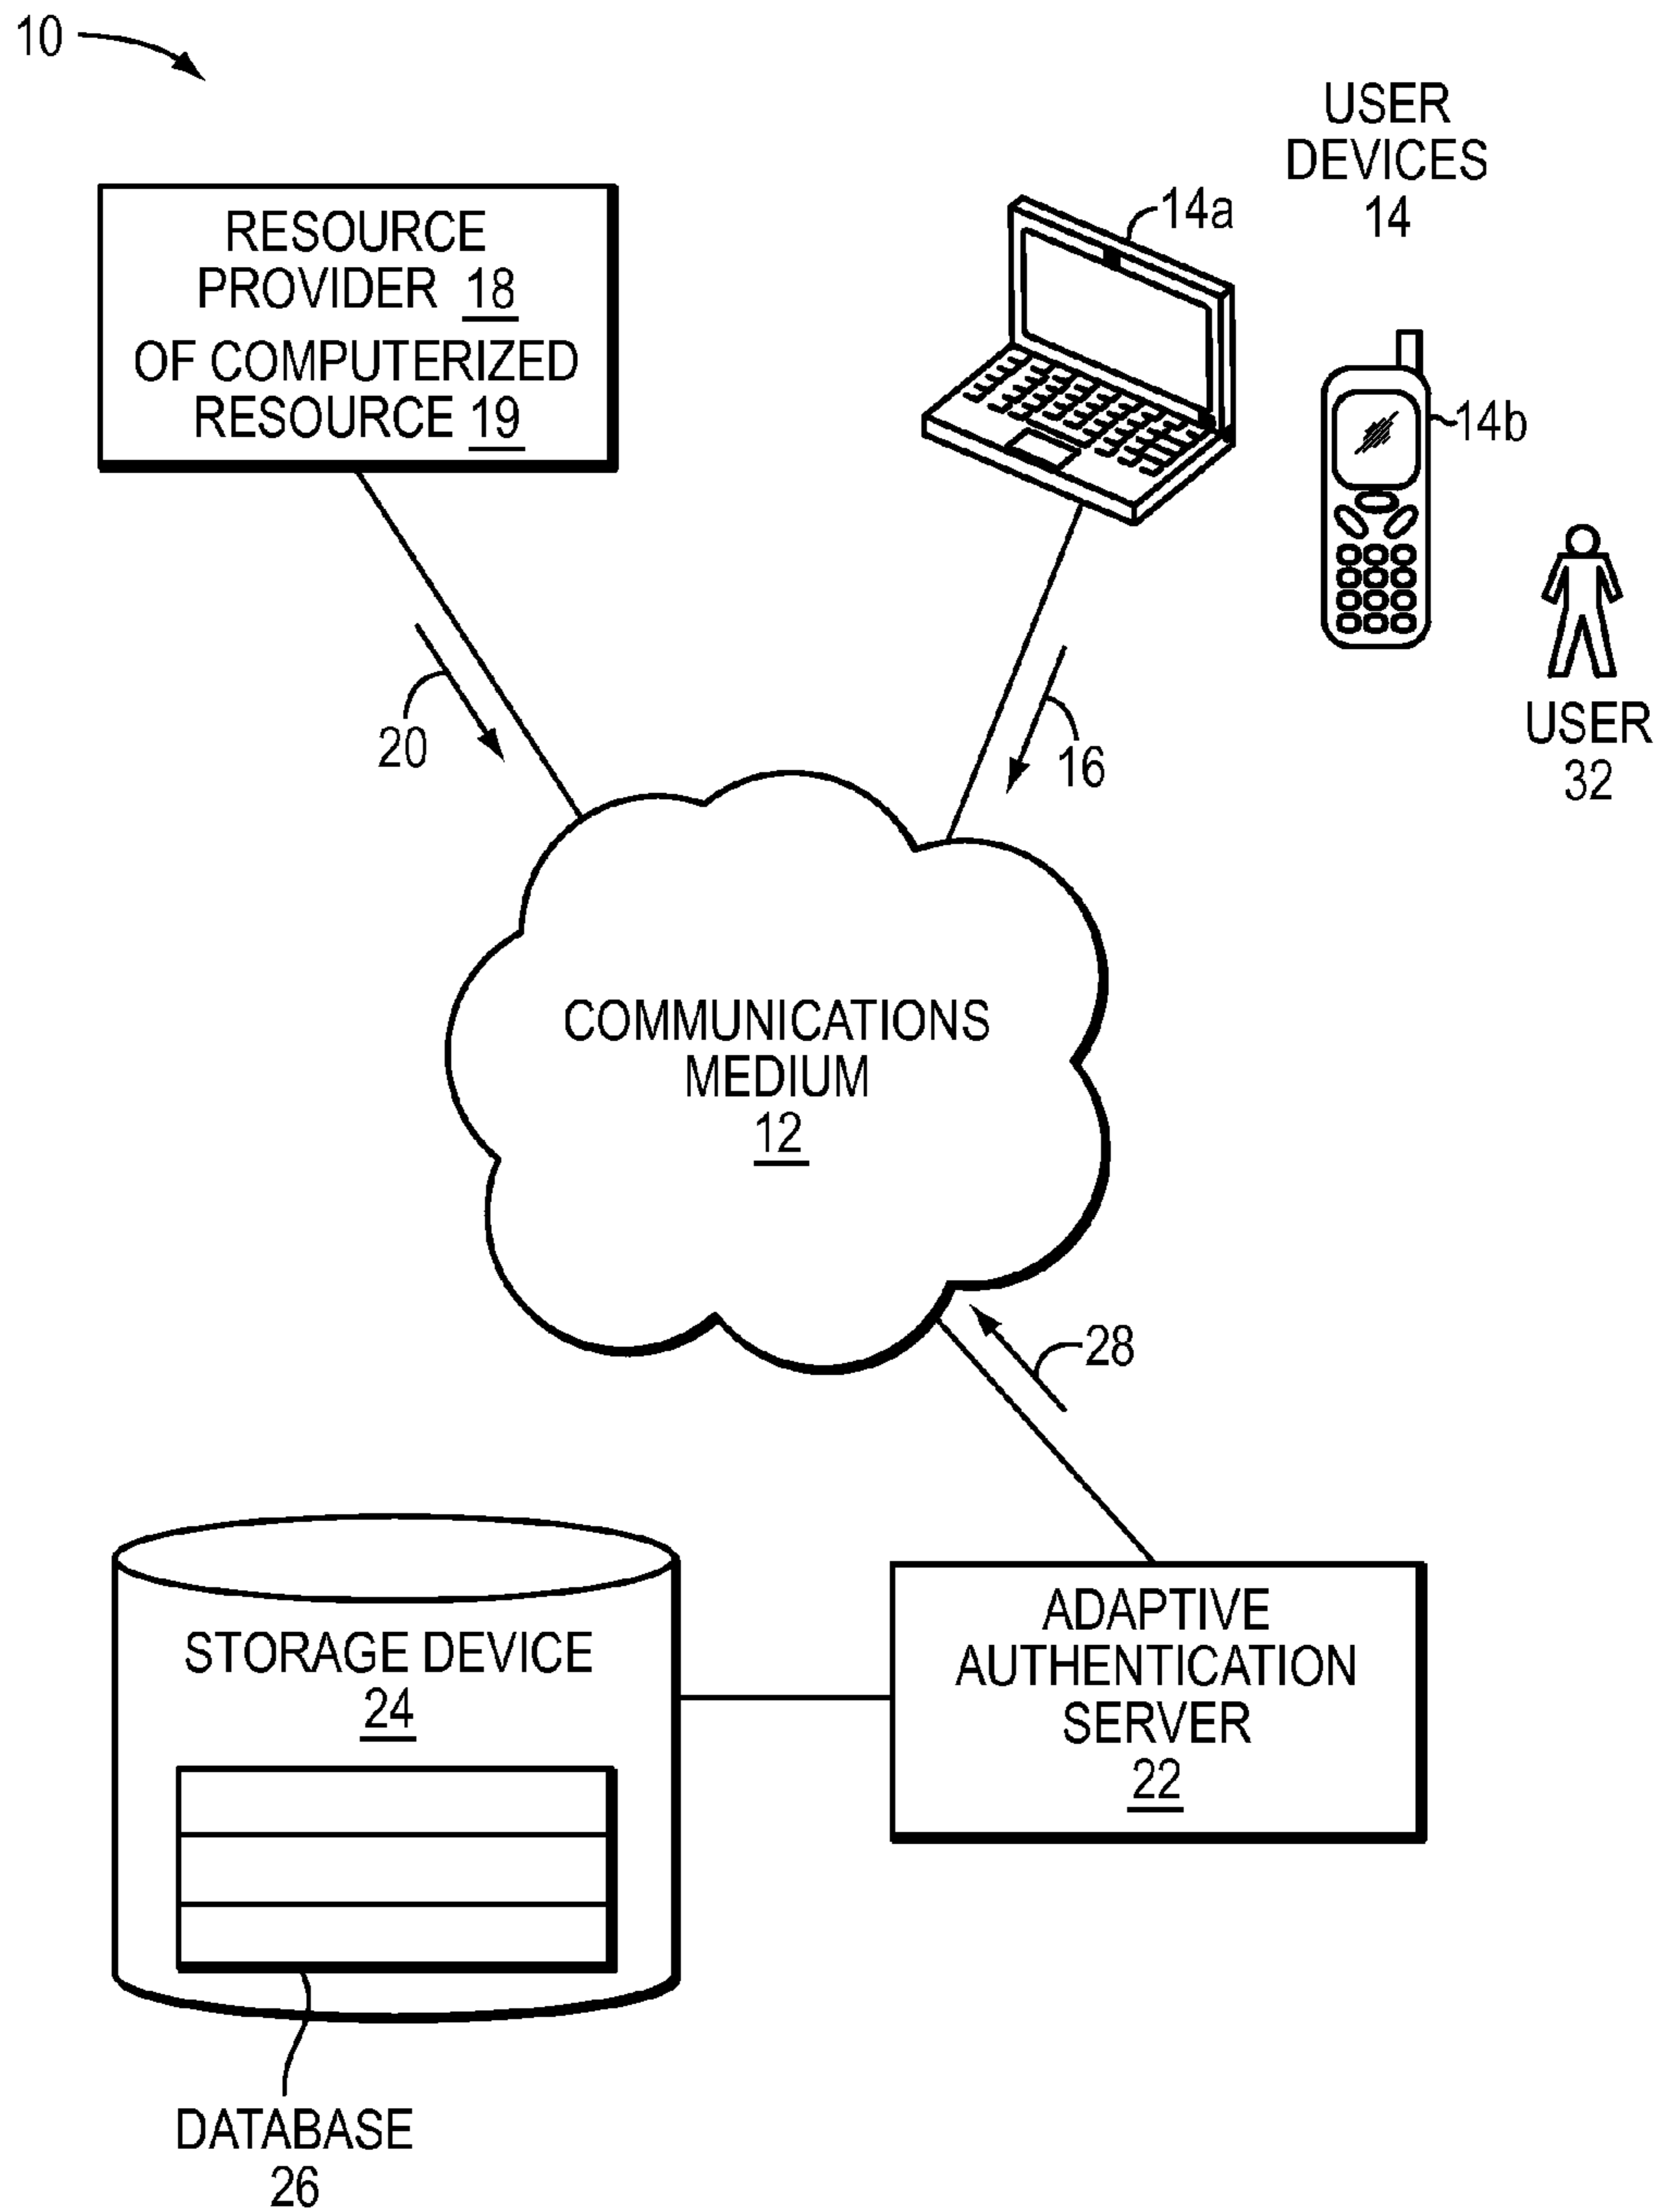 10
USER
DEVICES
14
RESOURCE
PROVIDER 18
OF COMPUTERIZED
RESOURCE 19
14a
14b
20
16
USER
32
COMMUNICATIONS
MEDIUM
12
28
STORAGE DEVICE
24
ADAPTIVE
AUTHENTICATION
SERVER
22
DATABASE
26